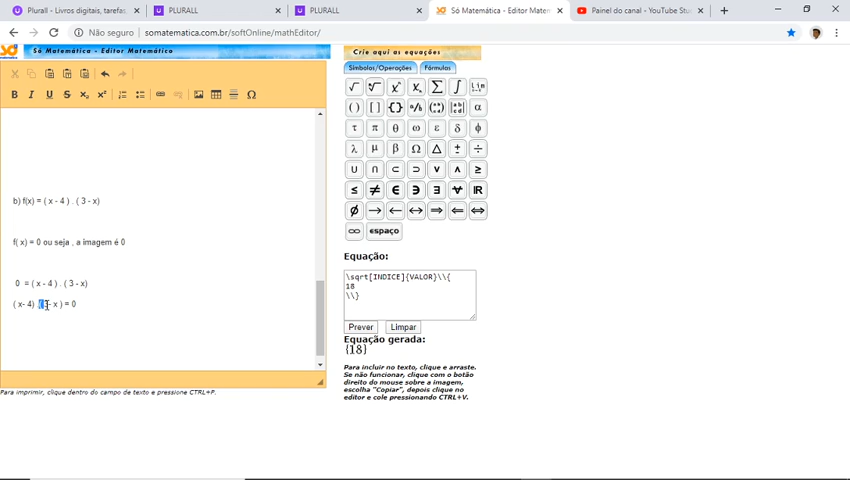 Plurall - Livros digitais, tarefas
PLURALL
PLURALL
Só Matemática - Editor Matem
Painel do canal - YouTube Stu
Não seguro
somatematica.com.br/softOnline/mathEditor/
Só Matemática - Editor Matemático
b) f(x) = ( x - 4 ) . ( 3 - x)
f( x) = 0 ou seja , a imagem é 0
0 = ( x - 4 ) . ( 3 - x)
( x- 4) .( 3- x ) = 0
Para imprimir, clique dentro do campo de texto e pressione CTRL+P.
Crie aqui as equações
Símbolos/Operações
Fórmulas
espaço
Equação:
\sqrt[INDICE]{VALOR}\\{
18
\\}
Prever
Limpar
Equação gerada:
{18}
Para incluir no texto, clique e arraste.
Se não funcionar, clique com o botão
direito do mouse sobre a imagem,
escolha "Copiar", depois clique no
editor e cole pressionando CTRL+V.